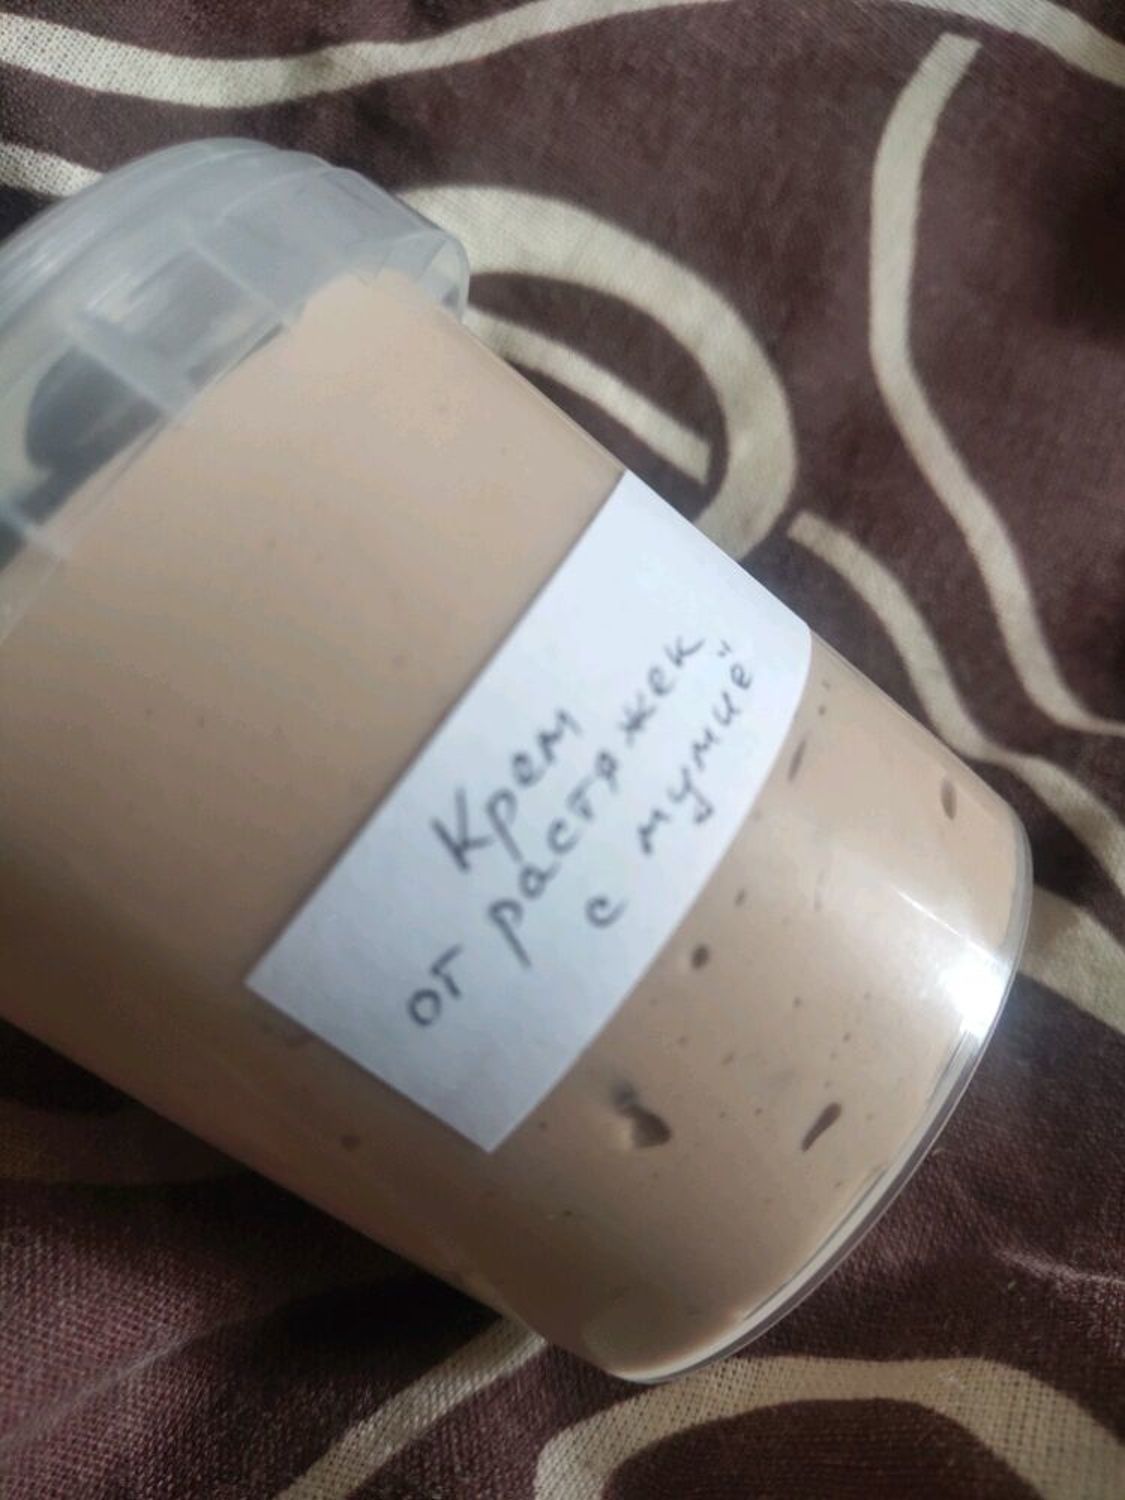 Крем
от растяжек
с мумиё